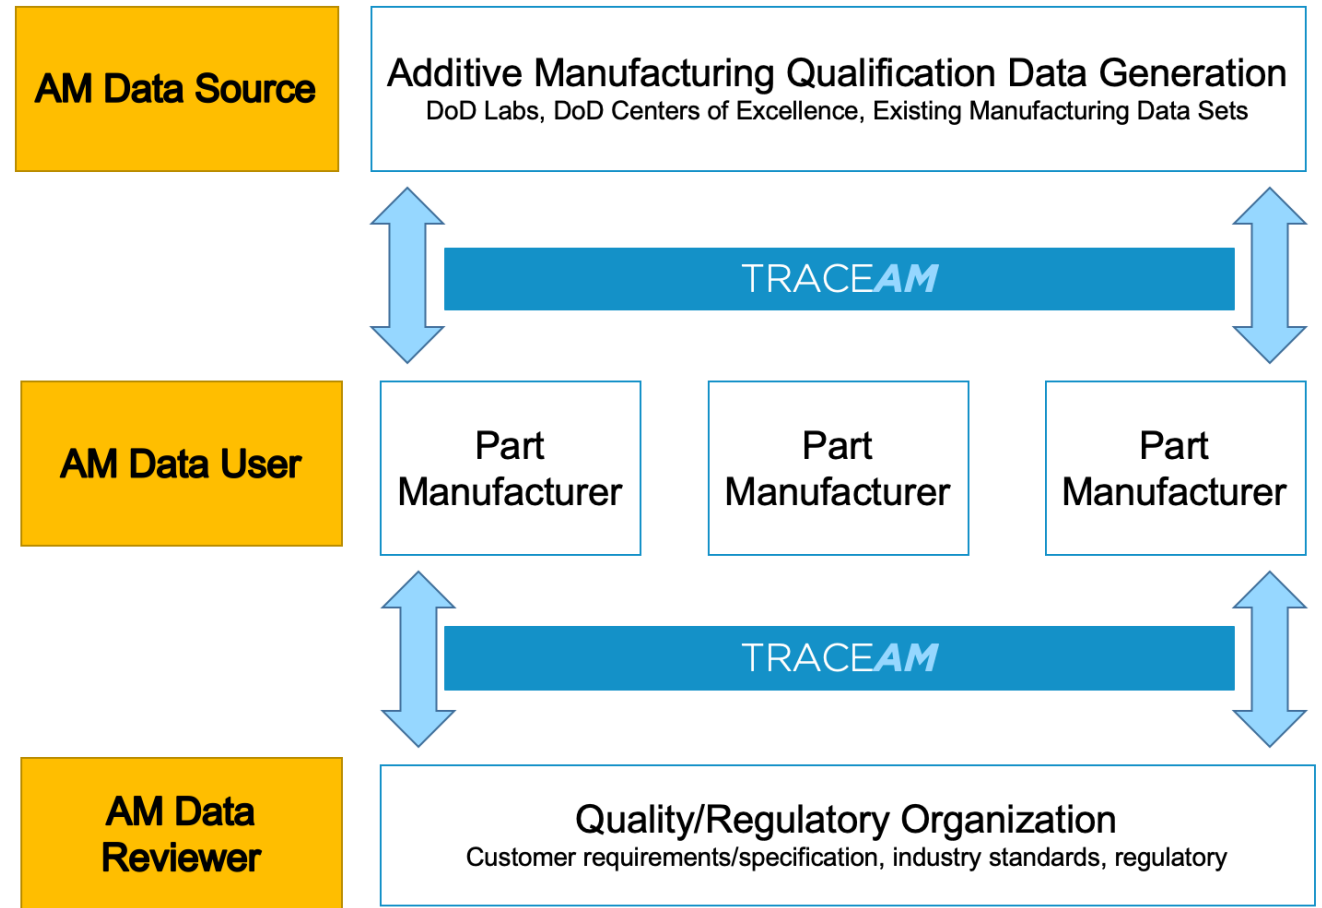 AM Data Source
Additive Manufacturing Qualification Data Generation
DoD Labs, DoD Centers of Excellence, Existing Manufacturing Data Sets
TRACEAM
AM Data User
Part
Manufacturer
Part
Manufacturer
Part
Manufacturer
TRACEAM
AM Data
Reviewer
Quality/Regulatory Organization
Customer requirements/specification, industry standards, regulatory